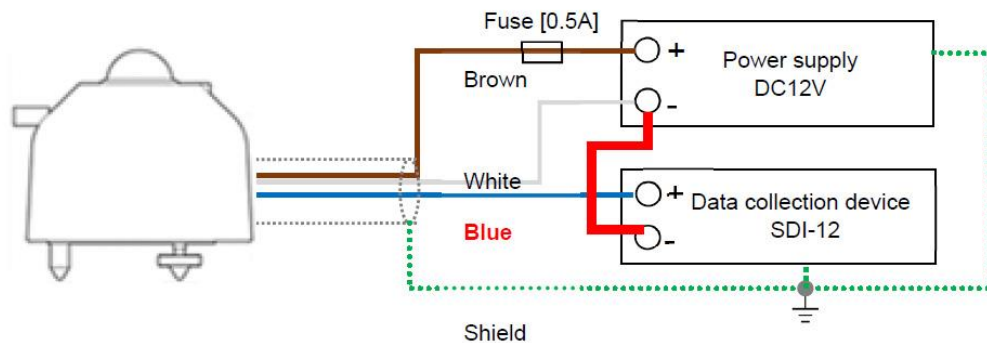 Fuse [0.5A]
Brown
+
-
Power supply
DC12V
White
Blue
+
-
Data collection device
SDI-12
Shield